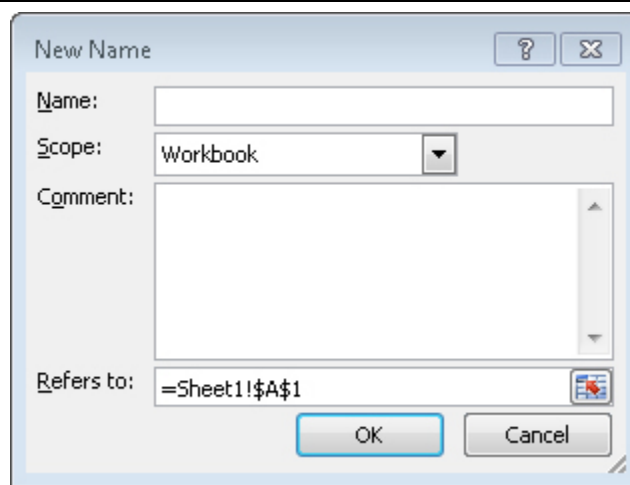 New Name
Name:
Scope: Workbook
Comment:
Refers to: =Sheet1!$A$1
OK Cancel